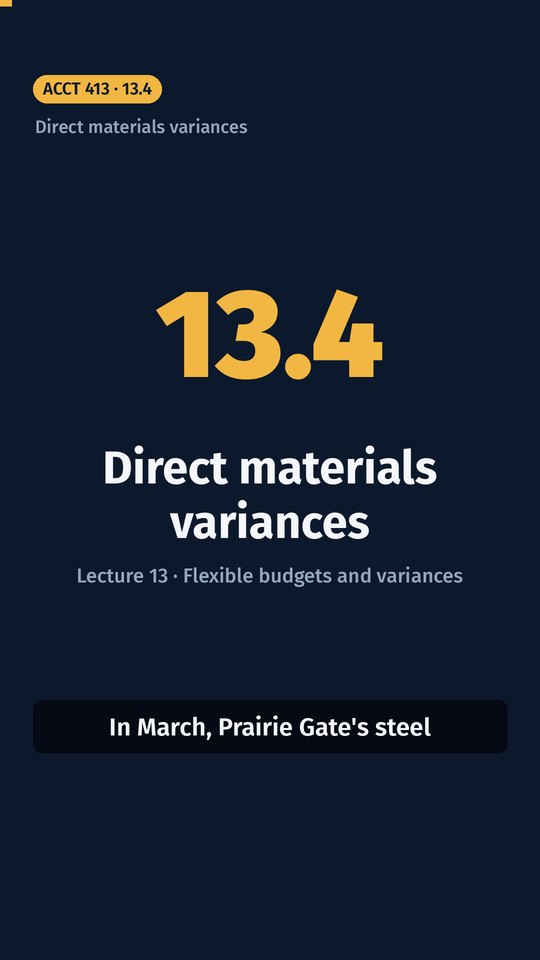 ACCT 413 · 13.4
Direct materials variances
13.4
Direct materials
variances
Lecture 13 · Flexible budgets and variances
In March, Prairie Gate's steel